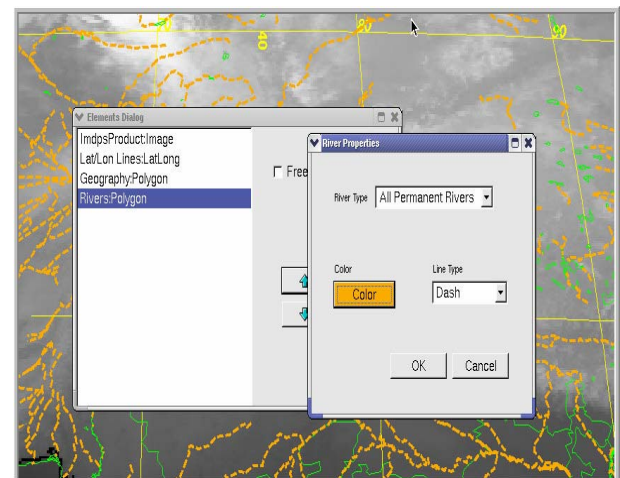 80
90
40
Elements Dialog
ImdpsProduct:Image
Lat/Lon Lines:LatLong
Geography:Polygon
Rivers:Polygon
Free
River Properties
River Type
All Permanent Rivers
Color
Line Type
Color
Dash
OK
Cancel